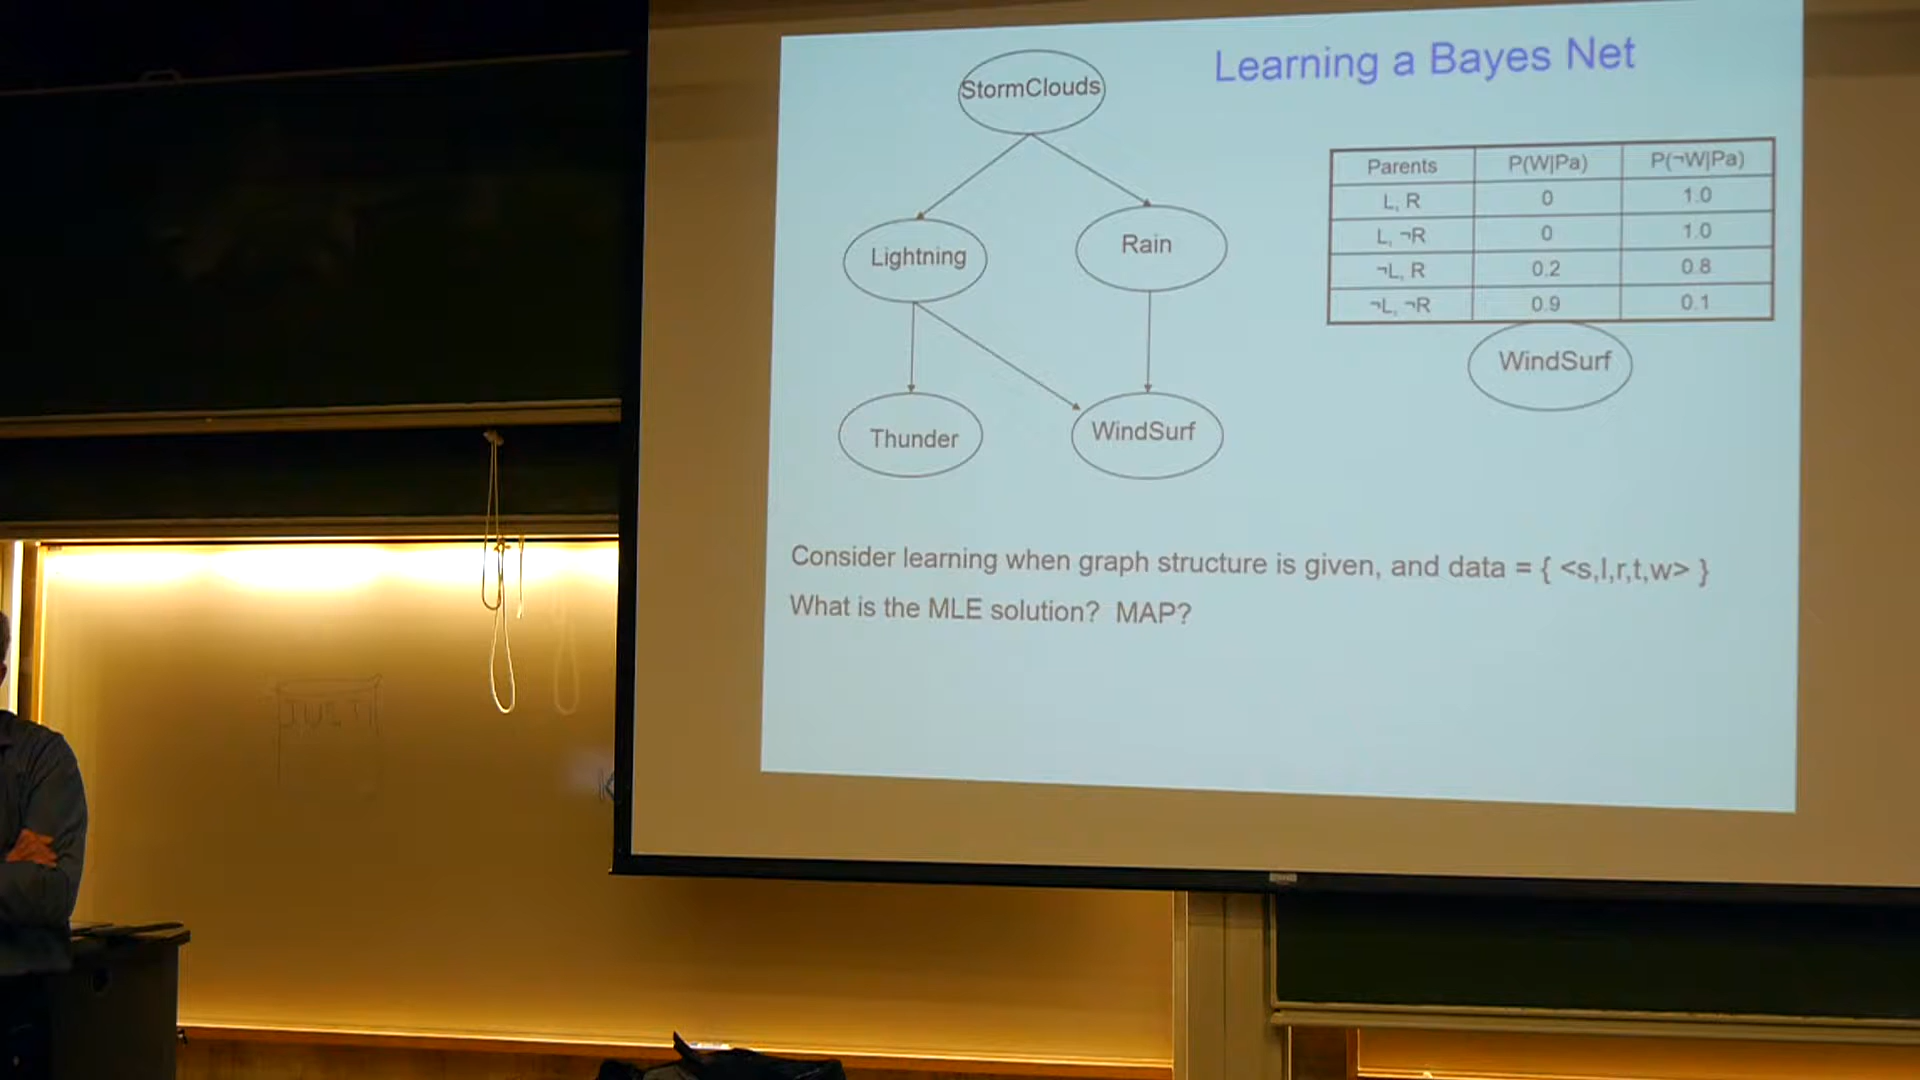 Learning a Bayes Net
StormClouds
Lightning
Rain
Thunder
WindSurf
Parents P(W|Pa) P(¬W|Pa)
L, R 0 1.0
L, ¬R 0 1.0
¬L, R 0.2 0.8
¬L, ¬R 0.9 0.1
WindSurf
Consider learning when graph structure is given, and data = { <s,l,r,t,w> }
What is the MLE solution? MAP?
K